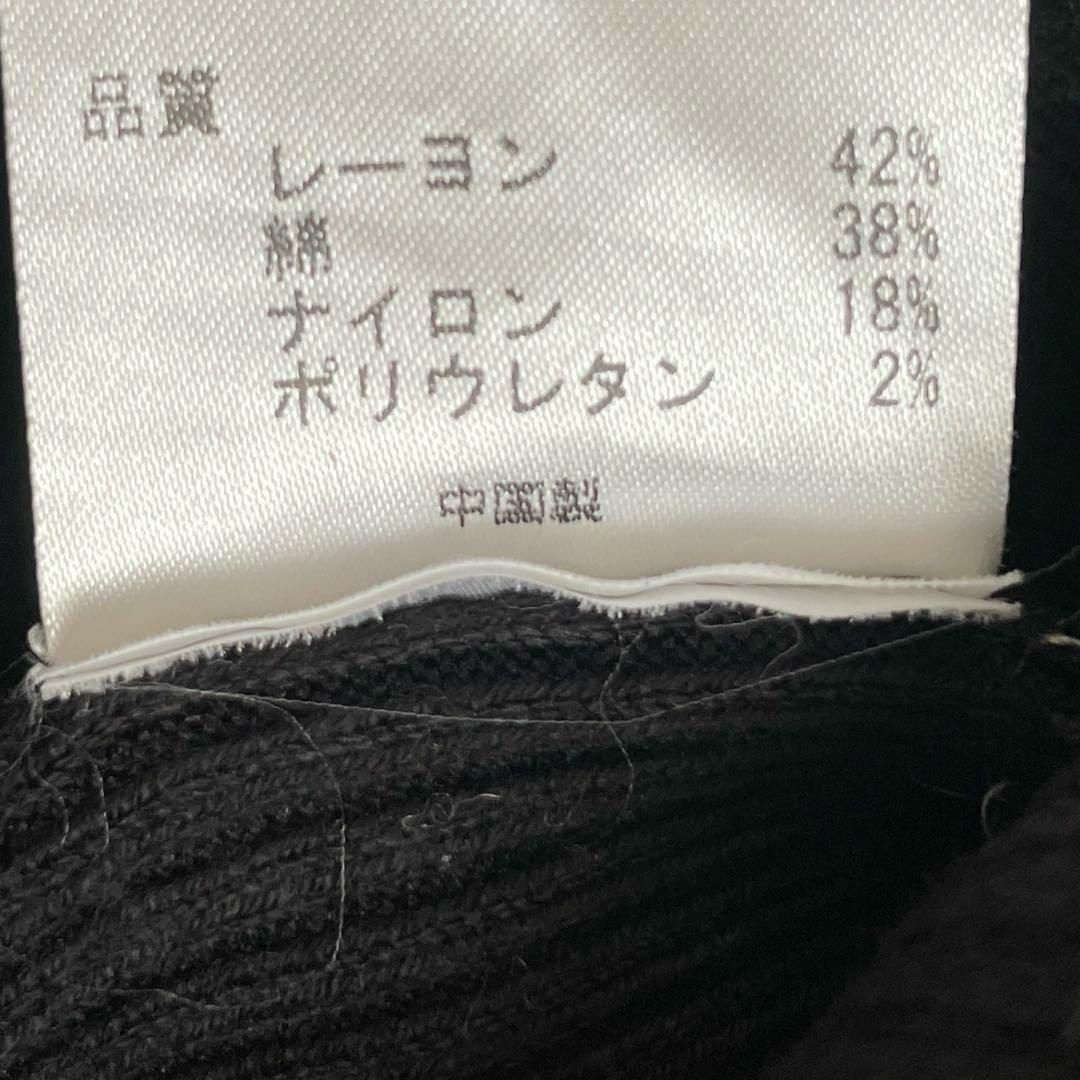 品質
レーヨン 42%
綿 38%
ナイロン 18%
ポリウレタン 2%
中国製